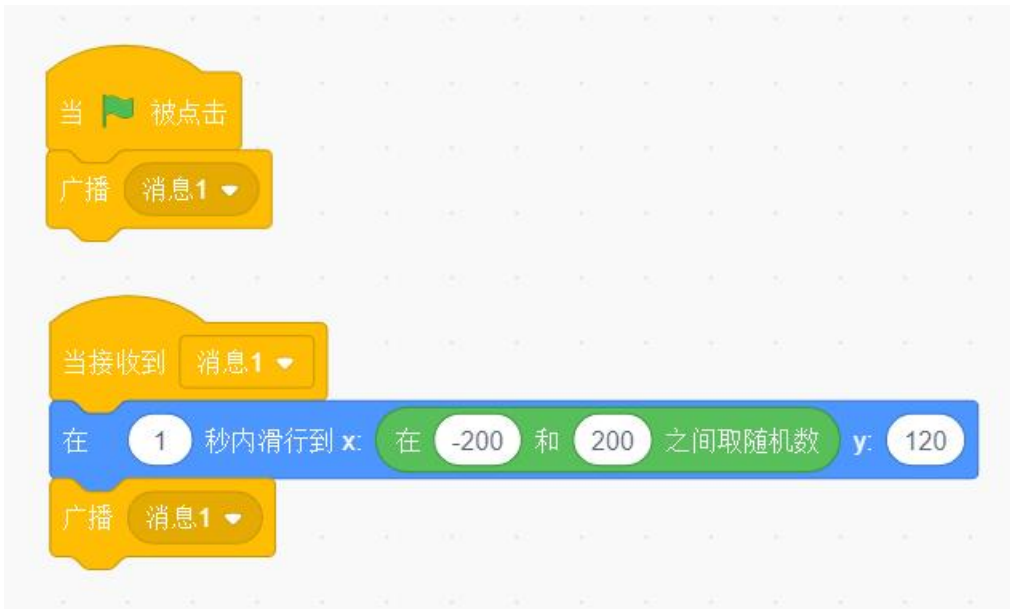 当 被点击
广播 消息1
当接收到 消息1
在 1 秒内滑行到 x: 在 -200 和 200 之间取随机数 y: 120
广播 消息1